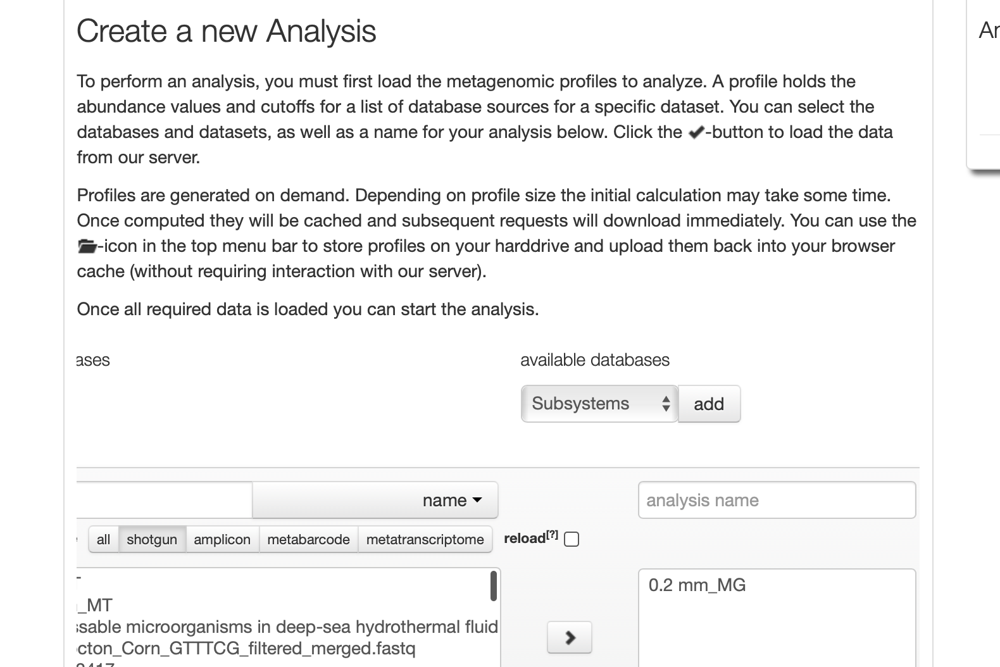 Create a new Analysis
To perform an analysis, you must first load the metagenomic profiles to analyze. A profile holds the
abundance values and cutoffs for a list of database sources for a specific dataset. You can select the
databases and datasets, as well as a name for your analysis below. Click the -button to load the data
from our server.
Profiles are generated on demand. Depending on profile size the initial calculation may take some time.
Once computed they will be cached and subsequent requests will download immediately. You can use the
-icon in the top menu bar to store profiles on your harddrive and upload them back into your browser
cache (without requiring interaction with our server).
Once all required data is loaded you can start the analysis.
ases available databases
Subsystems add
name analysis name
all shotgun amplicon metabarcode metatranscriptome reload[?]
_MT
ssable microorganisms in deep-sea hydrothermal fluid
cton_Corn_GTTTCG_filtered_merged.fastq
0.2 mm_MG